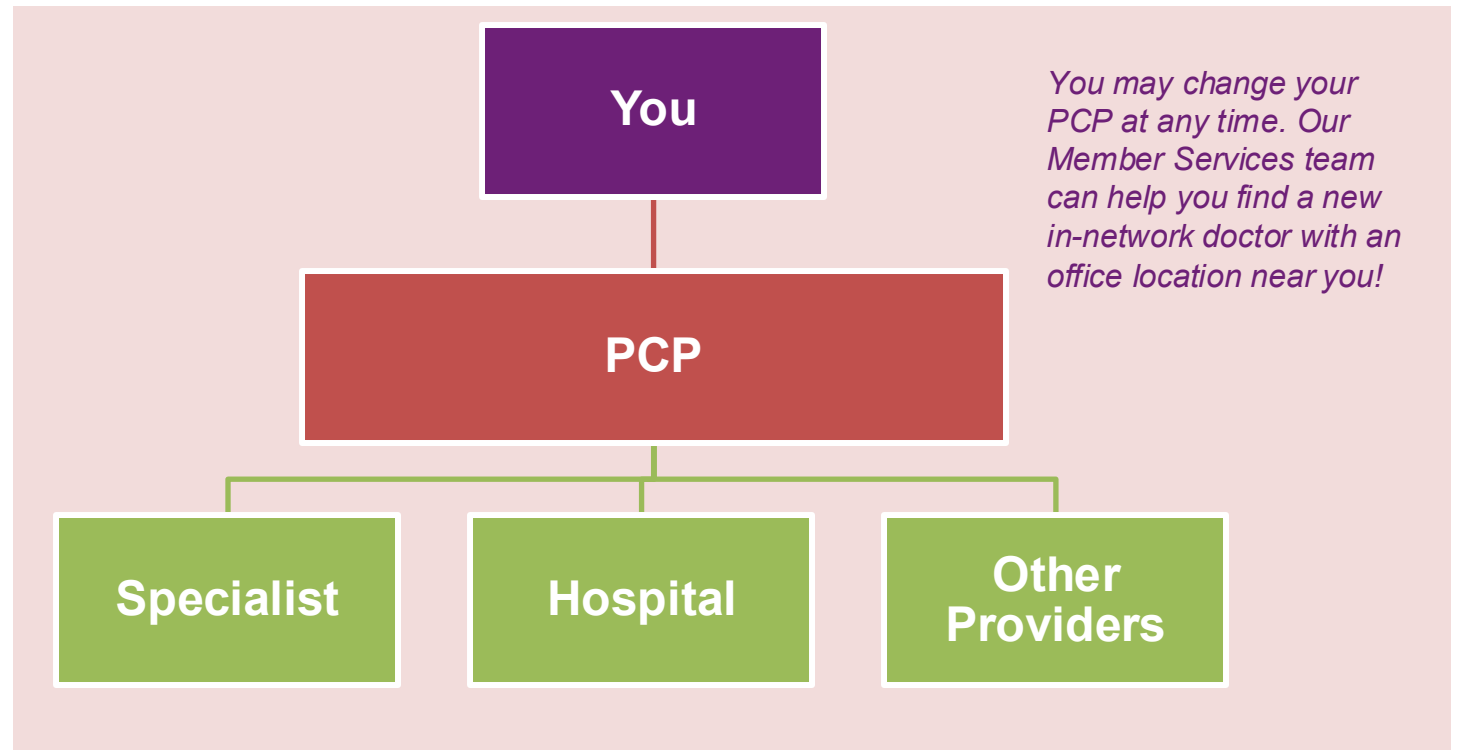 You
You may change your
PCP at any time. Our
Member Services team
can help you find a new
in-network doctor with an
office location near you!
PCP
Specialist
Hospital
Other
Providers